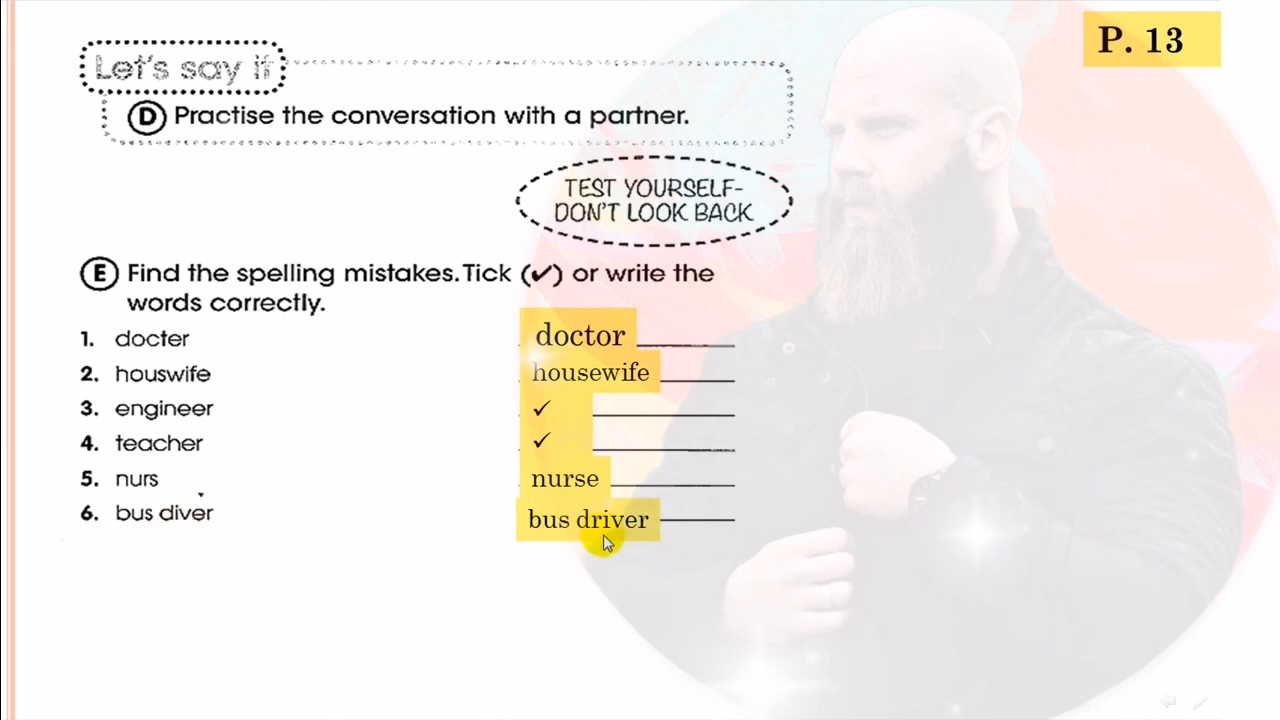 P. 13
Let's say it
D Practise the conversation with a partner.
TEST YOURSELF-
DON'T LOOK BACK
E Find the spelling mistakes. Tick (✓) or write the
words correctly.
1. docter doctor
2. houswife housewife
3. engineer ✓
4. teacher ✓
5. nurs nurse
6. bus diver bus driver